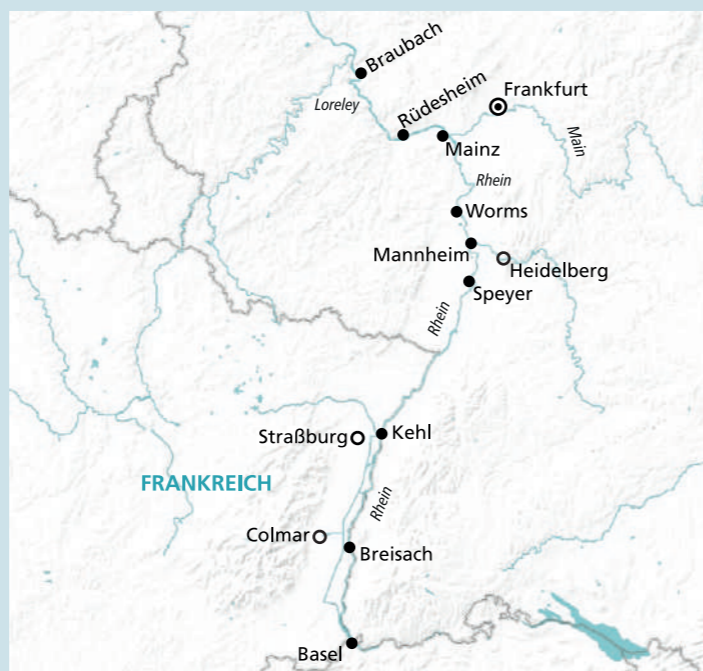 Braubach
Frankfurt
Loreley
Rüdesheim
Mainz
Main
Rhein
Worms
Mannheim
Heidelberg
Speyer
Rhein
Straßburg
Kehl
FRANKREICH
Rhein
Colmar
Breisach
Basel